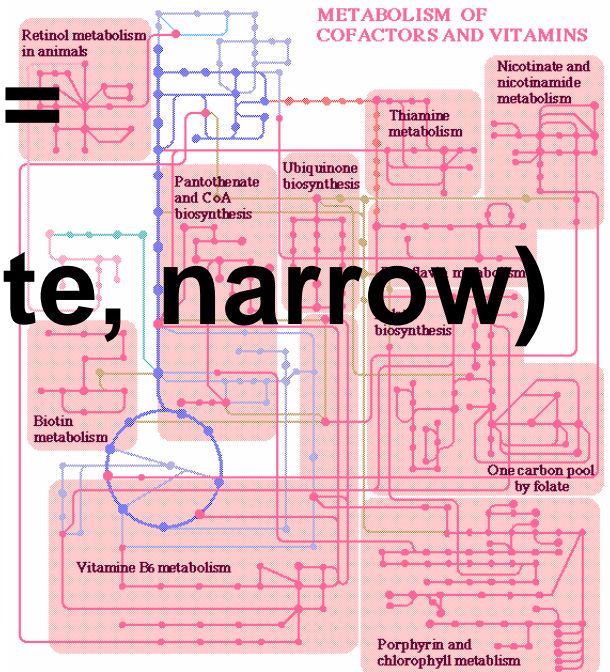 METABOLISM OF
COFACTORS AND VITAMINS
Retinol metabolism
in animals
=
Nicotinate and
nicotinamide
metabolism
Thiamine
metabolism
Ubiquinone
biosynthesis
Pantothenate
and CoA
biosynthesis
te, narrow)
metabolism
biosynthesis
Biotin
metabolism
One carbon pool
by folate
Vitamine B6 metabolism
Porphyrin and
chlorophyll metablism